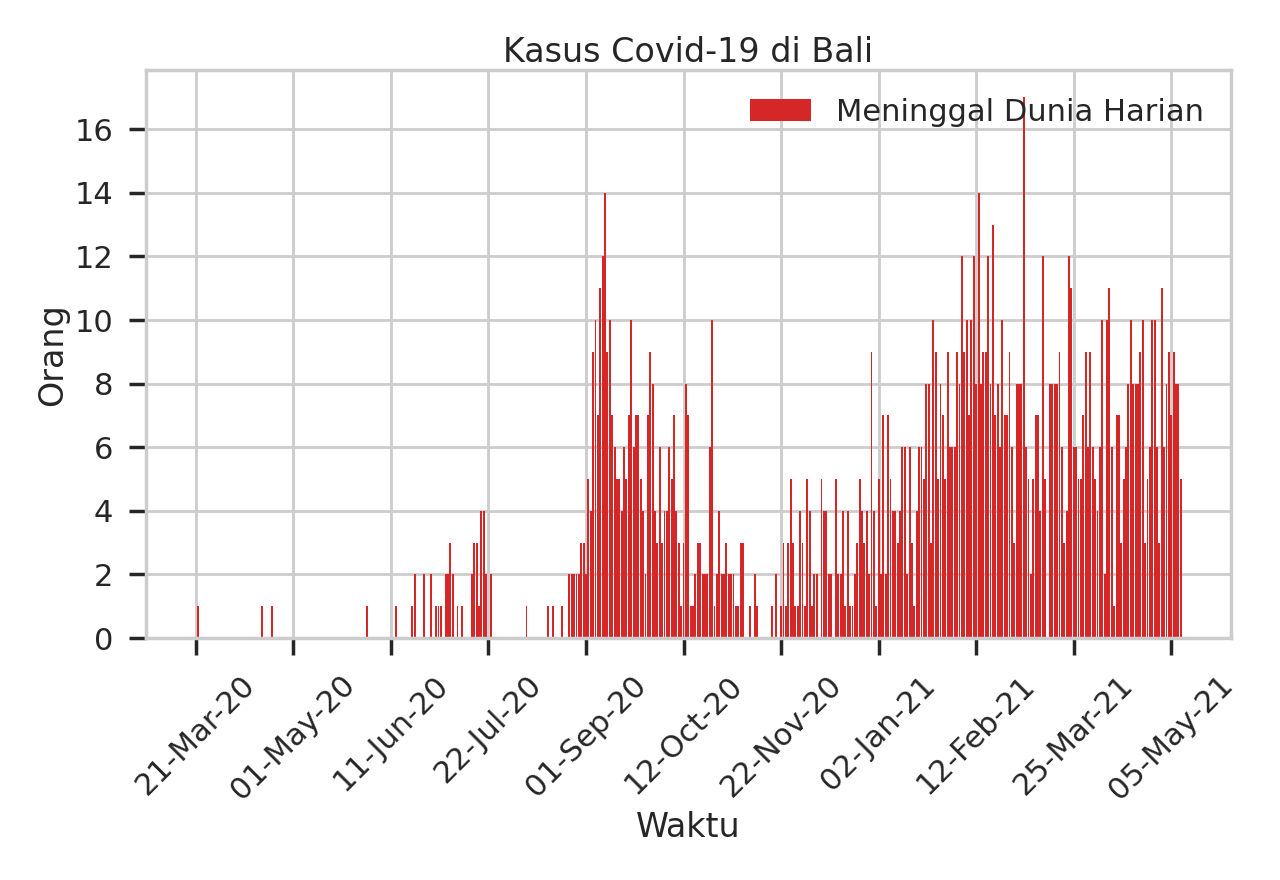 Kasus Covid-19 di Bali
Meninggal Dunia Harian
Orang
16
14
12
10
8
6
4
2
0
21-Mar-20
01-May-20
11-Jun-20
22-Jul-20
01-Sep-20
12-Oct-20
22-Nov-20
02-Jan-21
12-Feb-21
25-Mar-21
05-May-21
Waktu